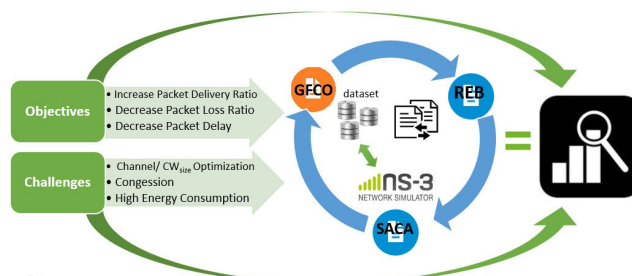 Objectives
• Increase Packet Delivery Ratio
• Decrease Packet Loss Ratio
• Decrease Packet Delay
Challenges
• Channel/ CWsize Optimization
• Congession
• High Energy Consumption
GFCO
dataset
REB
ns-3
NETWORK SIMULATOR
SACA
=